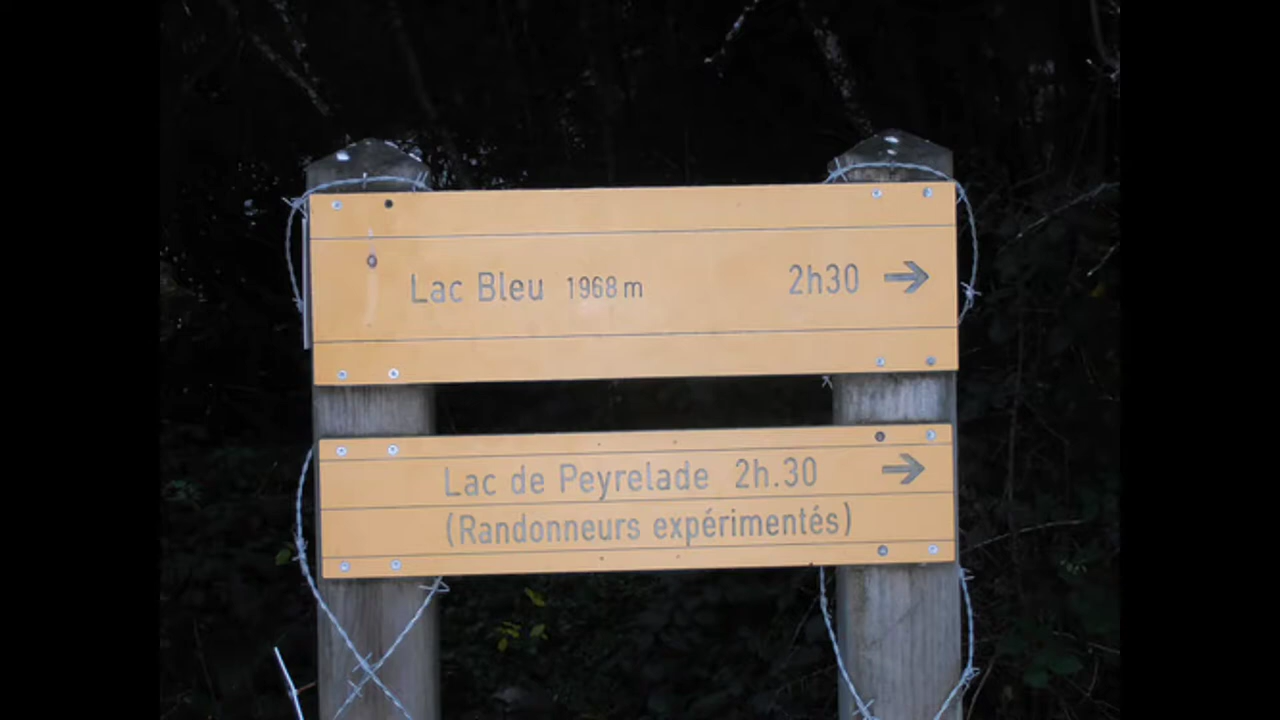 Lac Bleu 1968 m 2h30 →
Lac de Peyrelade 2h.30 →
(Randonneurs expérimentés)